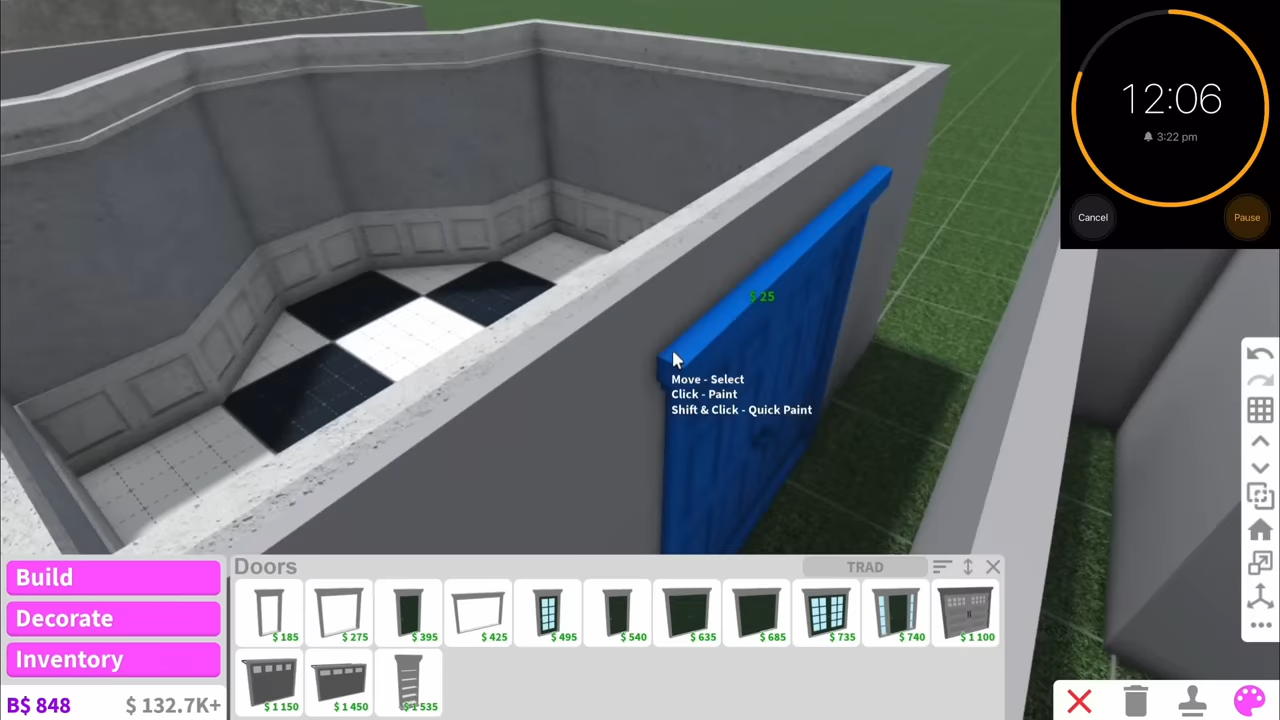 12:06
3:22 pm
Cancel
Pause
$ 25
Move - Select
Click - Paint
Shift & Click - Quick Paint
Build
Decorate
Inventory
B$ 848
$ 132.7K+
Doors
TRAD
$ 185
$ 275
$ 395
$ 425
$ 495
$ 540
$ 635
$ 685
$ 735
$ 740
$ 1 100
$ 1 150
$ 1 450
$ 1 535